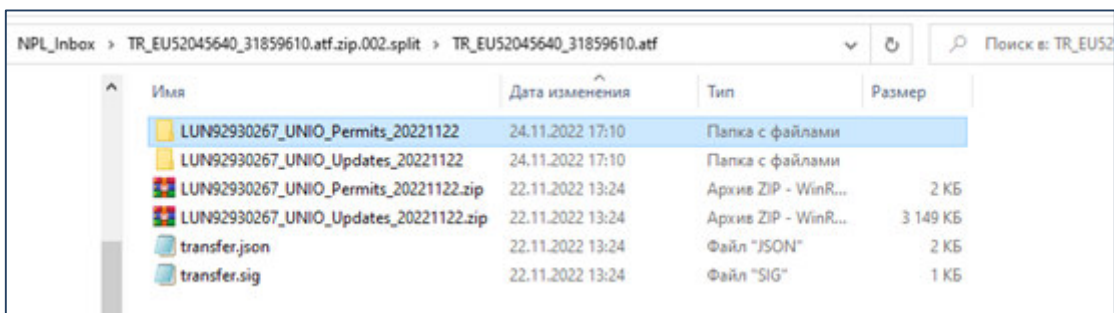 NPL_Inbox > TR_EU52045640_31859610.atf.zip.002.split > TR_EU52045640_31859610.atf Поиск в: TR_EU52
Имя Дата изменения Тип Размер
LUN92930267_UNIO_Permits_20221122 24.11.2022 17:10 Папка с файлами
LUN92930267_UNIO_Updates_20221122 24.11.2022 17:10 Папка с файлами
LUN92930267_UNIO_Permits_20221122.zip 22.11.2022 13:24 Архив ZIP - WinR... 2 КБ
LUN92930267_UNIO_Updates_20221122.zip 22.11.2022 13:24 Архив ZIP - WinR... 3 149 КБ
transfer.json 22.11.2022 13:24 Файл "JSON" 2 КБ
transfer.sig 22.11.2022 13:24 Файл "SIG" 1 КБ